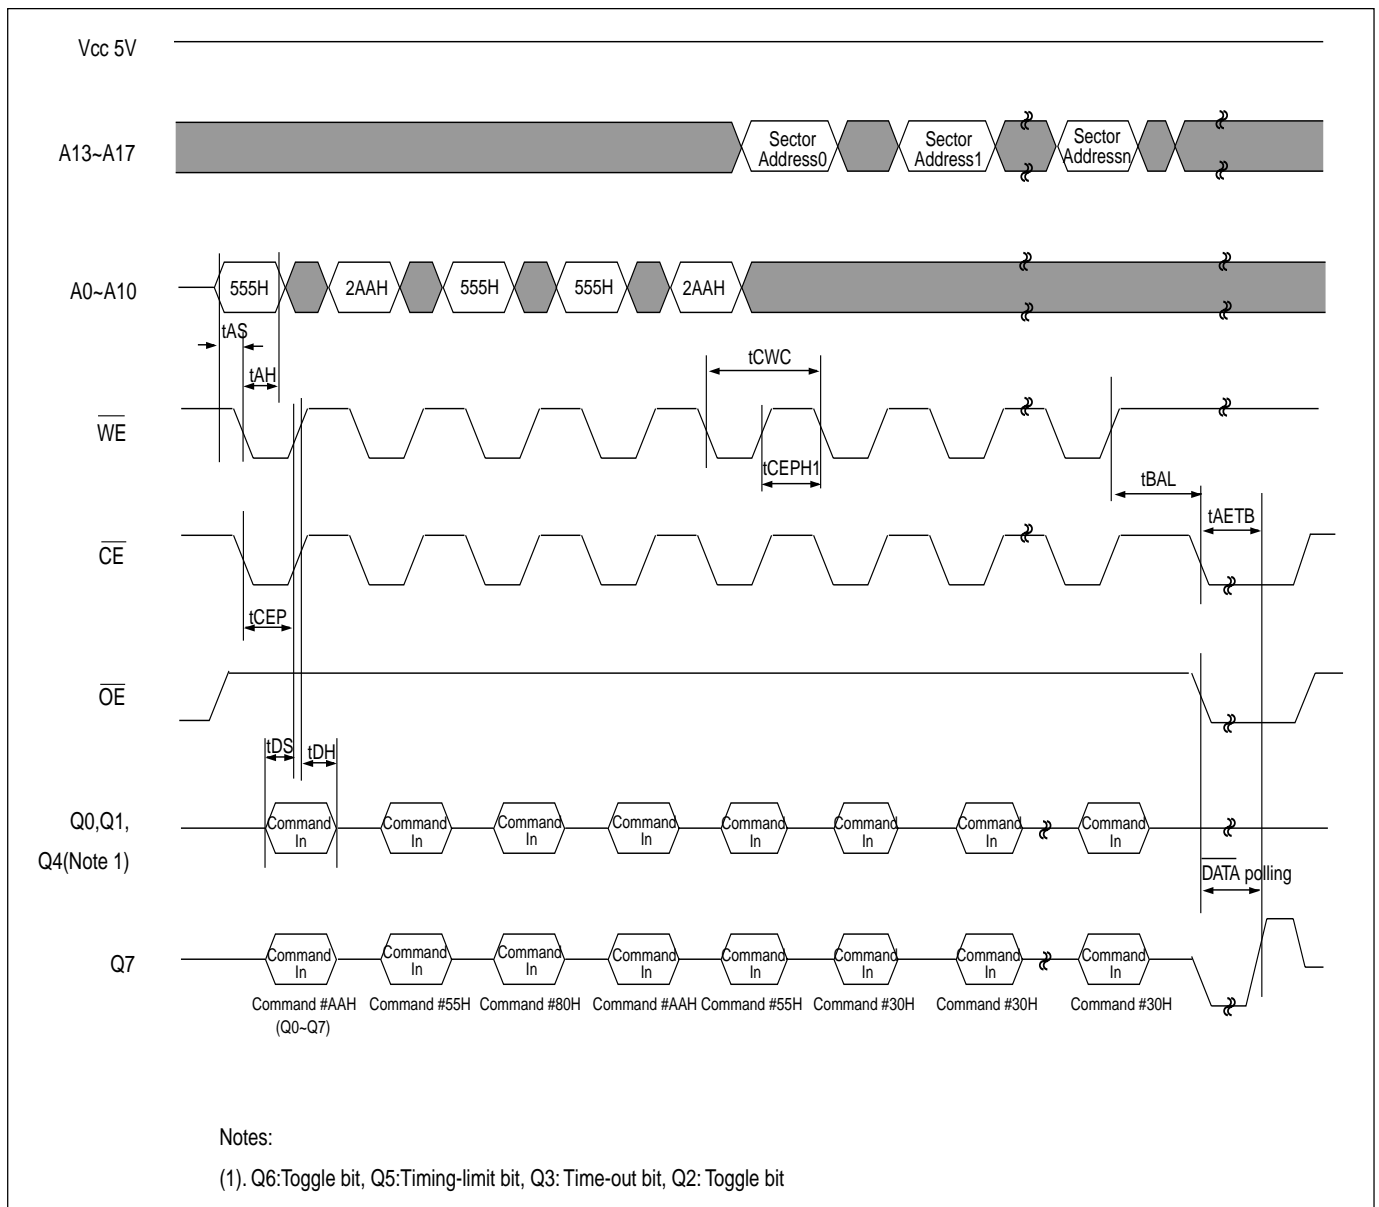 Vcc 5V
A13~A17
Sector Address0
Sector Address1
Sector Addressn
A0~A10
555H
2AAH
555H
555H
2AAH
tAS
tAH
tCWC
WE
tCEPH1
tBAL
tAETB
CE
tCEP
OE
tDS
tDH
Q0,Q1,
Q4(Note 1)
Command In
Command In
Command In
Command In
Command In
Command In
Command In
Command In
DATA polling
Q7
Command In
Command In
Command In
Command In
Command In
Command In
Command In
Command In
Command #AAH
(Q0~Q7)
Command #55H
Command #80H
Command #AAH
Command #55H
Command #30H
Command #30H
Command #30H
Notes:
(1). Q6:Toggle bit, Q5:Timing-limit bit, Q3: Time-out bit, Q2: Toggle bit